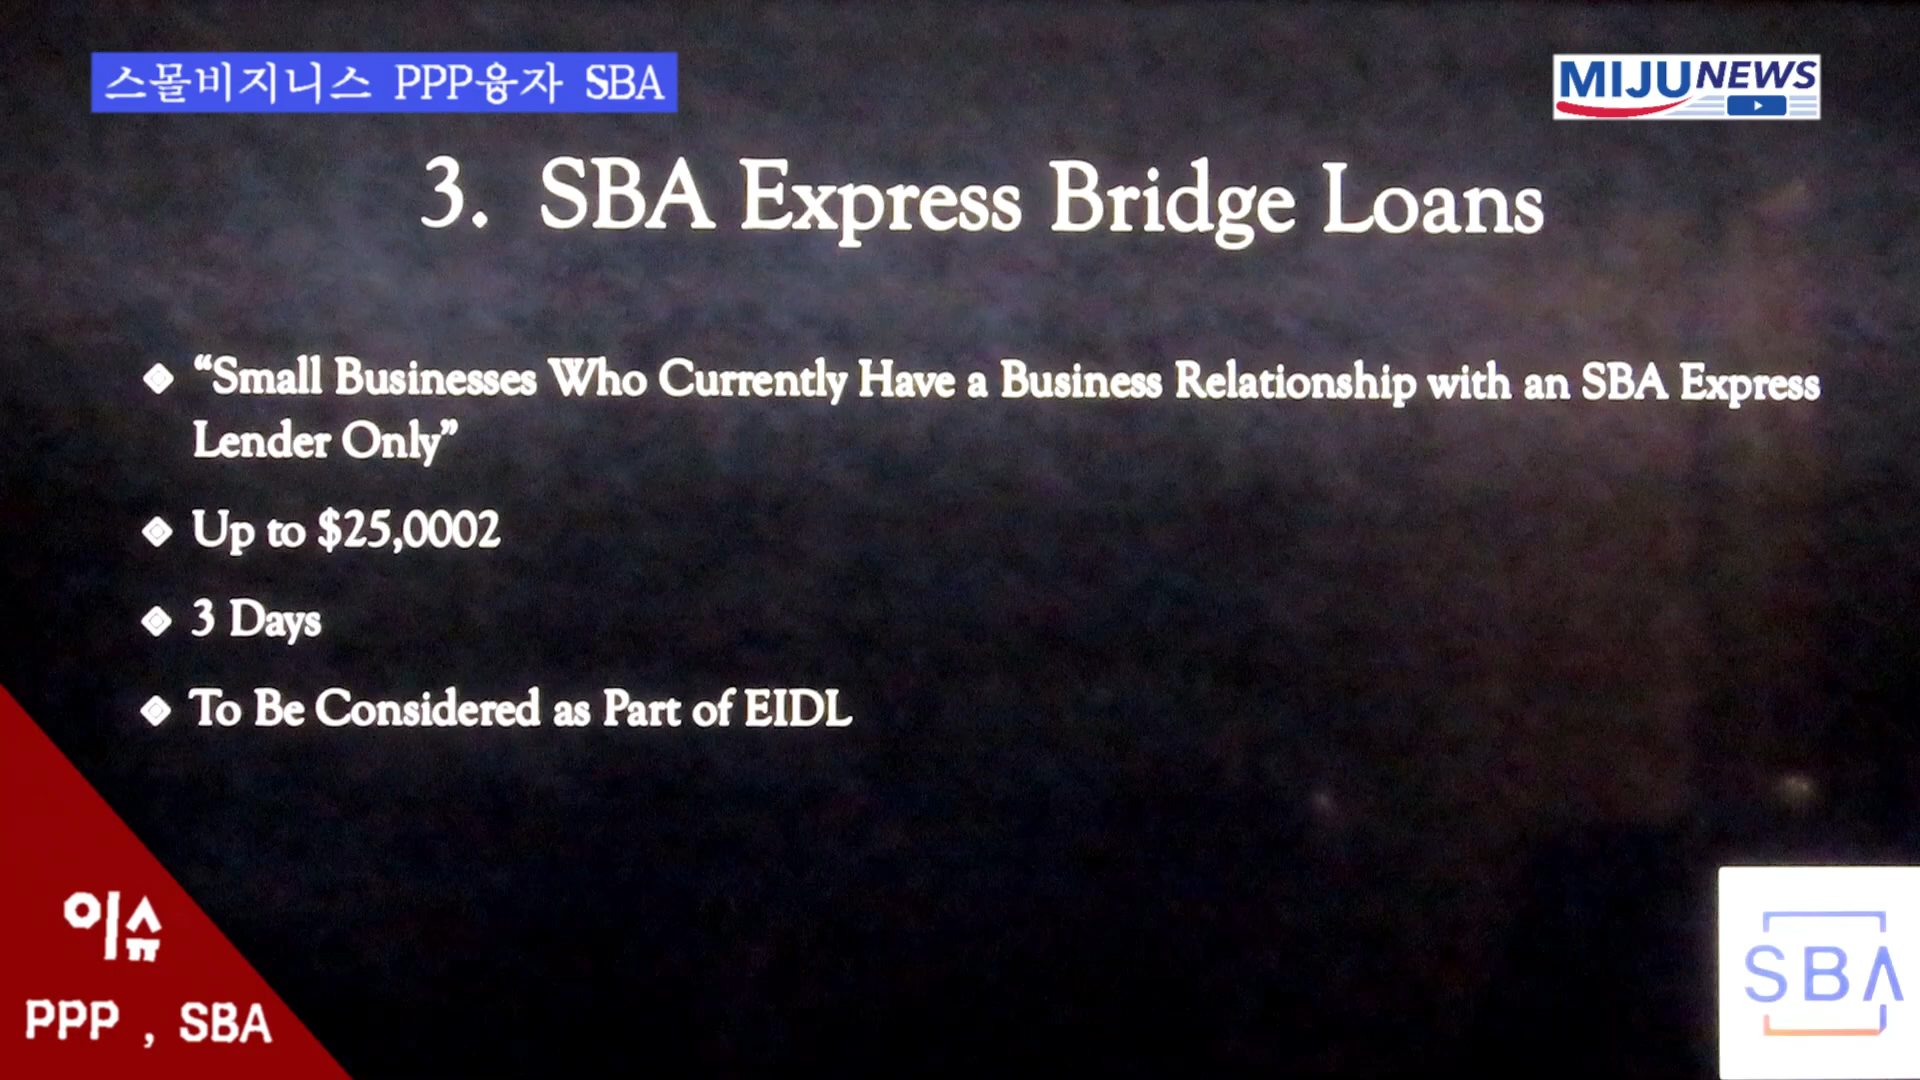 스몰비지니스 PPP융자 SBA
MIJU NEWS
3. SBA Express Bridge Loans
“Small Businesses Who Currently Have a Business Relationship with an SBA Express
Lender Only”
Up to $25,0002
3 Days
To Be Considered as Part of EIDL
이슈
PPP , SBA
SBA